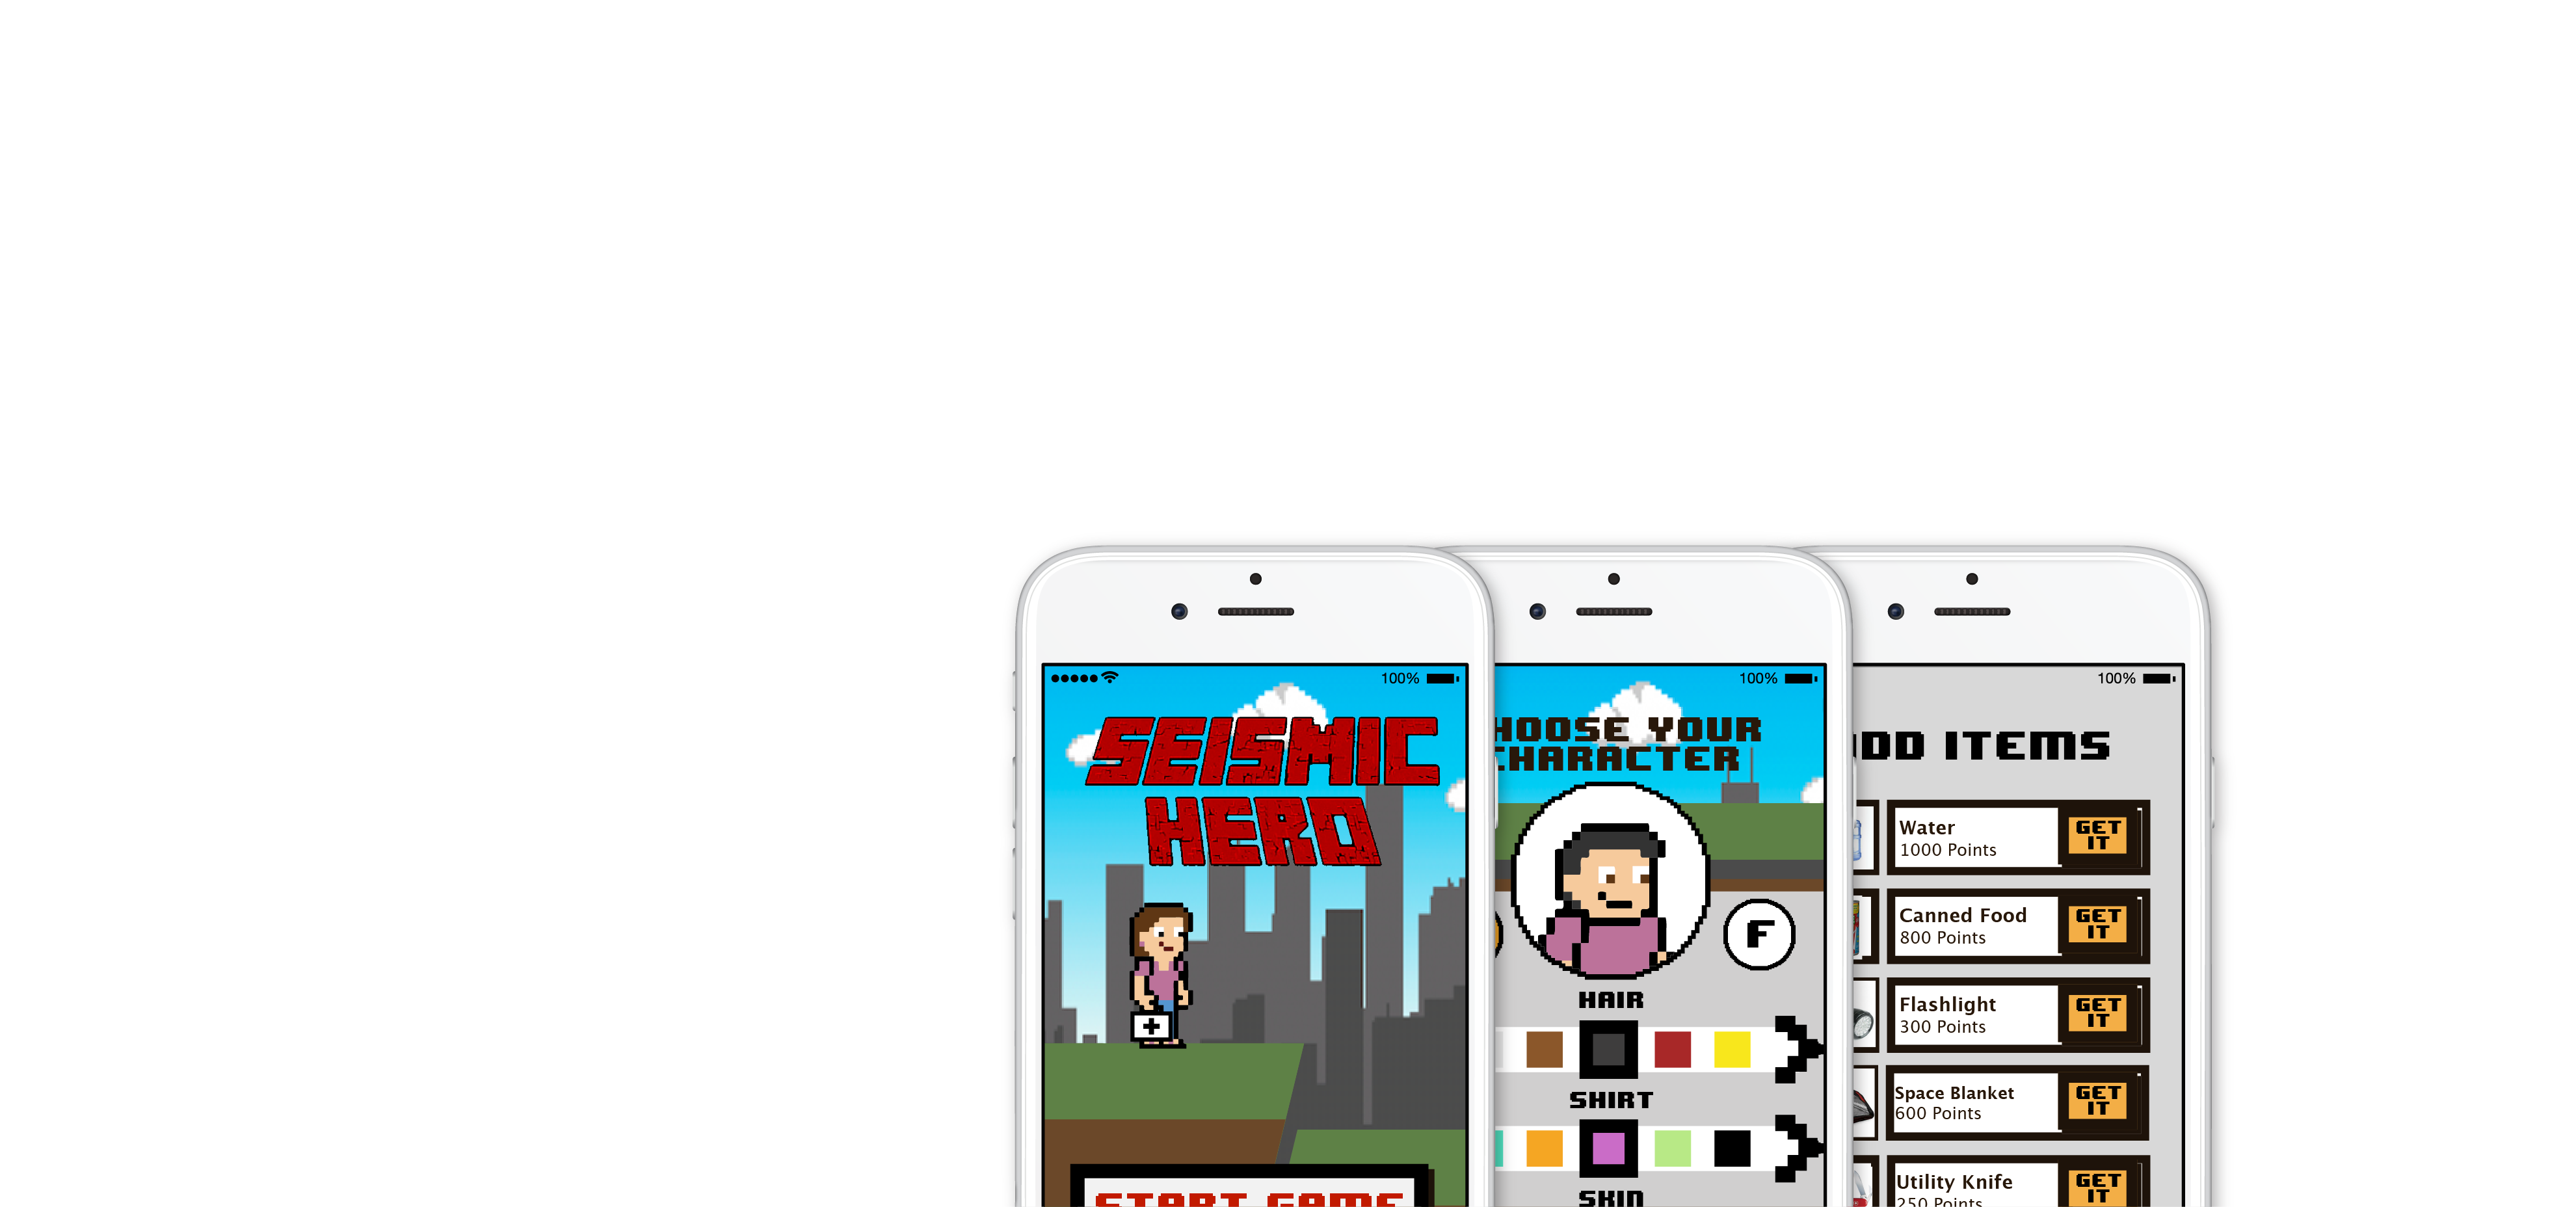 100%
SEISMIC
HERO
START GAME
100%
HOOSE YOUR
CHARACTER
F
HAIR
SHIRT
SKIN
100%
DD ITEMS
Water
1000 Points
GET
IT
Canned Food
800 Points
GET
IT
Flashlight
300 Points
GET
IT
Space Blanket
600 Points
GET
IT
Utility Knife
250 Points
GET
IT